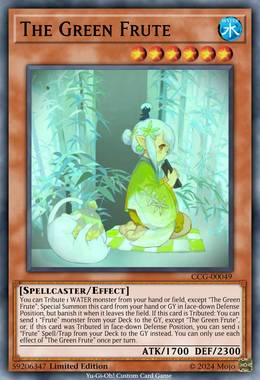 The Green Frute
WATER
水
CCG-00049
[Spellcaster/Effect]
You can Tribute 1 WATER monster from your hand or field, except "The Green
Frute"; Special Summon this card from your hand or GY in face-down Defense
Position, but banish it when it leaves the field. If this card is Tributed: You can
send 1 "Frute" monster from your Deck to the GY, except "The Green Frute",
or, if this card was Tributed in face-down Defense Position, you can send 1
"Frute" Spell/Trap from your Deck to the GY instead. You can only use each
effect of "The Green Frute" once per turn.
ATK/1700 DEF/2300
59206347 Limited Edition
© 2024 Mojo
Yu-Gi-Oh! Custom Card Game